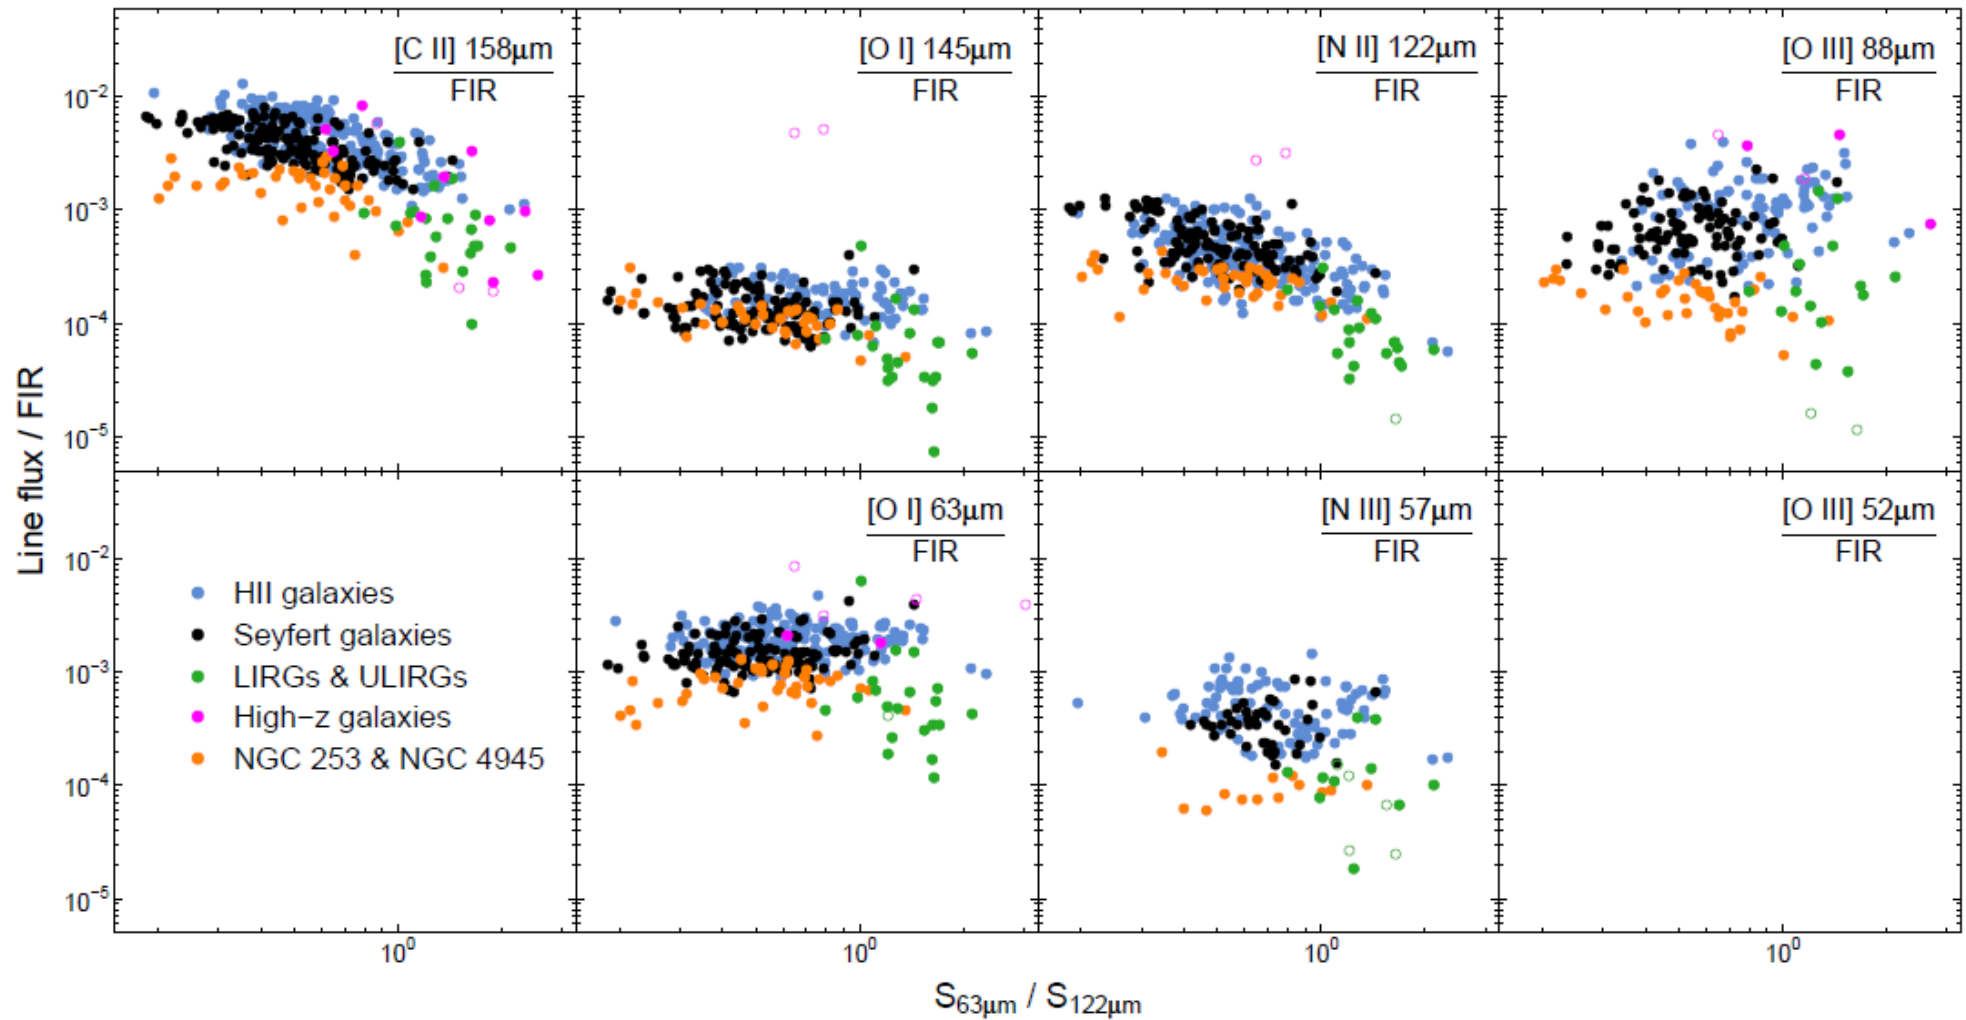 [C II] 158μm
FIR
[O I] 145μm
FIR
[N II] 122μm
FIR
[O III] 88μm
FIR
10⁻²
10⁻³
10⁻⁴
10⁻⁵
[O I] 63μm
FIR
[N III] 57μm
FIR
[O III] 52μm
FIR
10⁻²
10⁻³
10⁻⁴
10⁻⁵
HII galaxies
Seyfert galaxies
LIRGs & ULIRGs
High−z galaxies
NGC 253 & NGC 4945
Line flux / FIR
10⁰ 10⁰ 10⁰ 10⁰
S₆₃μm / S₁₂₂μm